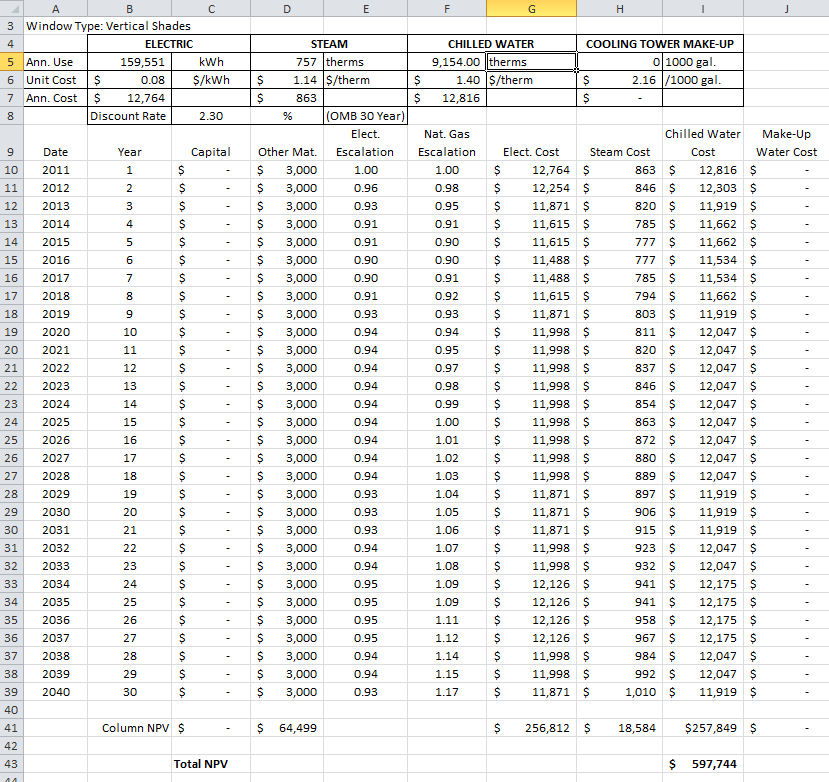 A B C D E F G H I J
3 Window Type: Vertical Shades
4 ELECTRIC STEAM CHILLED WATER COOLING TOWER MAKE-UP
5 Ann. Use 159,551 kWh 757 therms 9,154.00 therms 0 1000 gal.
6 Unit Cost $ 0.08 $/kWh $ 1.14 $/therm $ 1.40 $/therm $ 2.16 /1000 gal.
7 Ann. Cost $ 12,764 $ 863 $ 12,816 $ -
8 Discount Rate 2.30 % (OMB 30 Year)
Elect. Nat. Gas Chilled Water Make-Up
9 Date Year Capital Other Mat. Escalation Escalation Elect. Cost Steam Cost Cost Water Cost
10 2011 1 $ - $ 3,000 1.00 1.00 $ 12,764 $ 863 $ 12,816 $ -
11 2012 2 $ - $ 3,000 0.96 0.98 $ 12,254 $ 846 $ 12,303 $ -
12 2013 3 $ - $ 3,000 0.93 0.95 $ 11,871 $ 820 $ 11,919 $ -
13 2014 4 $ - $ 3,000 0.91 0.91 $ 11,615 $ 785 $ 11,662 $ -
14 2015 5 $ - $ 3,000 0.91 0.90 $ 11,615 $ 777 $ 11,662 $ -
15 2016 6 $ - $ 3,000 0.90 0.90 $ 11,488 $ 777 $ 11,534 $ -
16 2017 7 $ - $ 3,000 0.90 0.91 $ 11,488 $ 785 $ 11,534 $ -
17 2018 8 $ - $ 3,000 0.91 0.92 $ 11,615 $ 794 $ 11,662 $ -
18 2019 9 $ - $ 3,000 0.93 0.93 $ 11,871 $ 803 $ 11,919 $ -
19 2020 10 $ - $ 3,000 0.94 0.94 $ 11,998 $ 811 $ 12,047 $ -
20 2021 11 $ - $ 3,000 0.94 0.95 $ 11,998 $ 820 $ 12,047 $ -
21 2022 12 $ - $ 3,000 0.94 0.97 $ 11,998 $ 837 $ 12,047 $ -
22 2023 13 $ - $ 3,000 0.94 0.98 $ 11,998 $ 846 $ 12,047 $ -
23 2024 14 $ - $ 3,000 0.94 0.99 $ 11,998 $ 854 $ 12,047 $ -
24 2025 15 $ - $ 3,000 0.94 1.00 $ 11,998 $ 863 $ 12,047 $ -
25 2026 16 $ - $ 3,000 0.94 1.01 $ 11,998 $ 872 $ 12,047 $ -
26 2027 17 $ - $ 3,000 0.94 1.02 $ 11,998 $ 880 $ 12,047 $ -
27 2028 18 $ - $ 3,000 0.94 1.03 $ 11,998 $ 889 $ 12,047 $ -
28 2029 19 $ - $ 3,000 0.93 1.04 $ 11,871 $ 897 $ 11,919 $ -
29 2030 20 $ - $ 3,000 0.93 1.05 $ 11,871 $ 906 $ 11,919 $ -
30 2031 21 $ - $ 3,000 0.93 1.06 $ 11,871 $ 915 $ 11,919 $ -
31 2032 22 $ - $ 3,000 0.94 1.07 $ 11,998 $ 923 $ 12,047 $ -
32 2033 23 $ - $ 3,000 0.94 1.08 $ 11,998 $ 932 $ 12,047 $ -
33 2034 24 $ - $ 3,000 0.95 1.09 $ 12,126 $ 941 $ 12,175 $ -
34 2035 25 $ - $ 3,000 0.95 1.09 $ 12,126 $ 941 $ 12,175 $ -
35 2036 26 $ - $ 3,000 0.95 1.11 $ 12,126 $ 958 $ 12,175 $ -
36 2037 27 $ - $ 3,000 0.95 1.12 $ 12,126 $ 967 $ 12,175 $ -
37 2038 28 $ - $ 3,000 0.94 1.14 $ 11,998 $ 984 $ 12,047 $ -
38 2039 29 $ - $ 3,000 0.94 1.15 $ 11,998 $ 992 $ 12,047 $ -
39 2040 30 $ - $ 3,000 0.93 1.17 $ 11,871 $ 1,010 $ 11,919 $ -
40
41 Column NPV $ - $ 64,499 $ 256,812 $ 18,584 $257,849 $ -
42
43 Total NPV $ 597,744
44